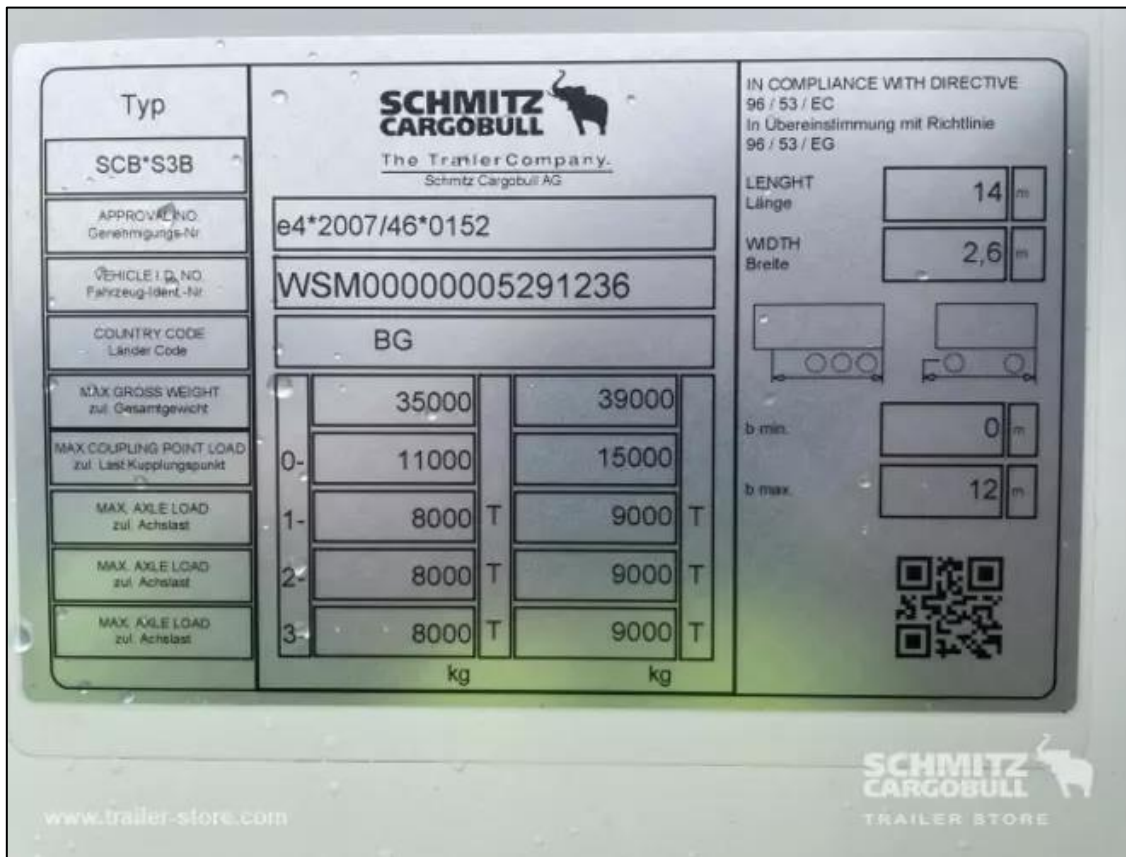 Typ
SCB*S3B
APPROVAL NO.
Genehmigungs-Nr
VEHICLE I.D. NO.
Fahrzeug-Ident.-Nr
COUNTRY CODE
Länder Code
MAX GROSS WEIGHT
zul. Gesamtgewicht
MAX COUPLING POINT LOAD
zul. Last Kupplungspunkt
MAX. AXLE LOAD
zul. Achslast
MAX. AXLE LOAD
zul. Achslast
MAX. AXLE LOAD
zul. Achslast
SCHMITZ
CARGOBULL
The Trailer Company.
Schmitz Cargobull AG
e4*2007/46*0152
WSM00000005291236
BG
35000 39000
0- 11000 15000
1- 8000 T 9000 T
2- 8000 T 9000 T
3- 8000 T 9000 T
kg kg
IN COMPLIANCE WITH DIRECTIVE
96 / 53 / EC
In Übereinstimmung mit Richtlinie
96 / 53 / EG
LENGHT
Länge
14 m
WIDTH
Breite
2,6 m
b min. 0 m
b max. 12 m
www.trailer-store.com
SCHMITZ
CARGOBULL
TRAILER STORE